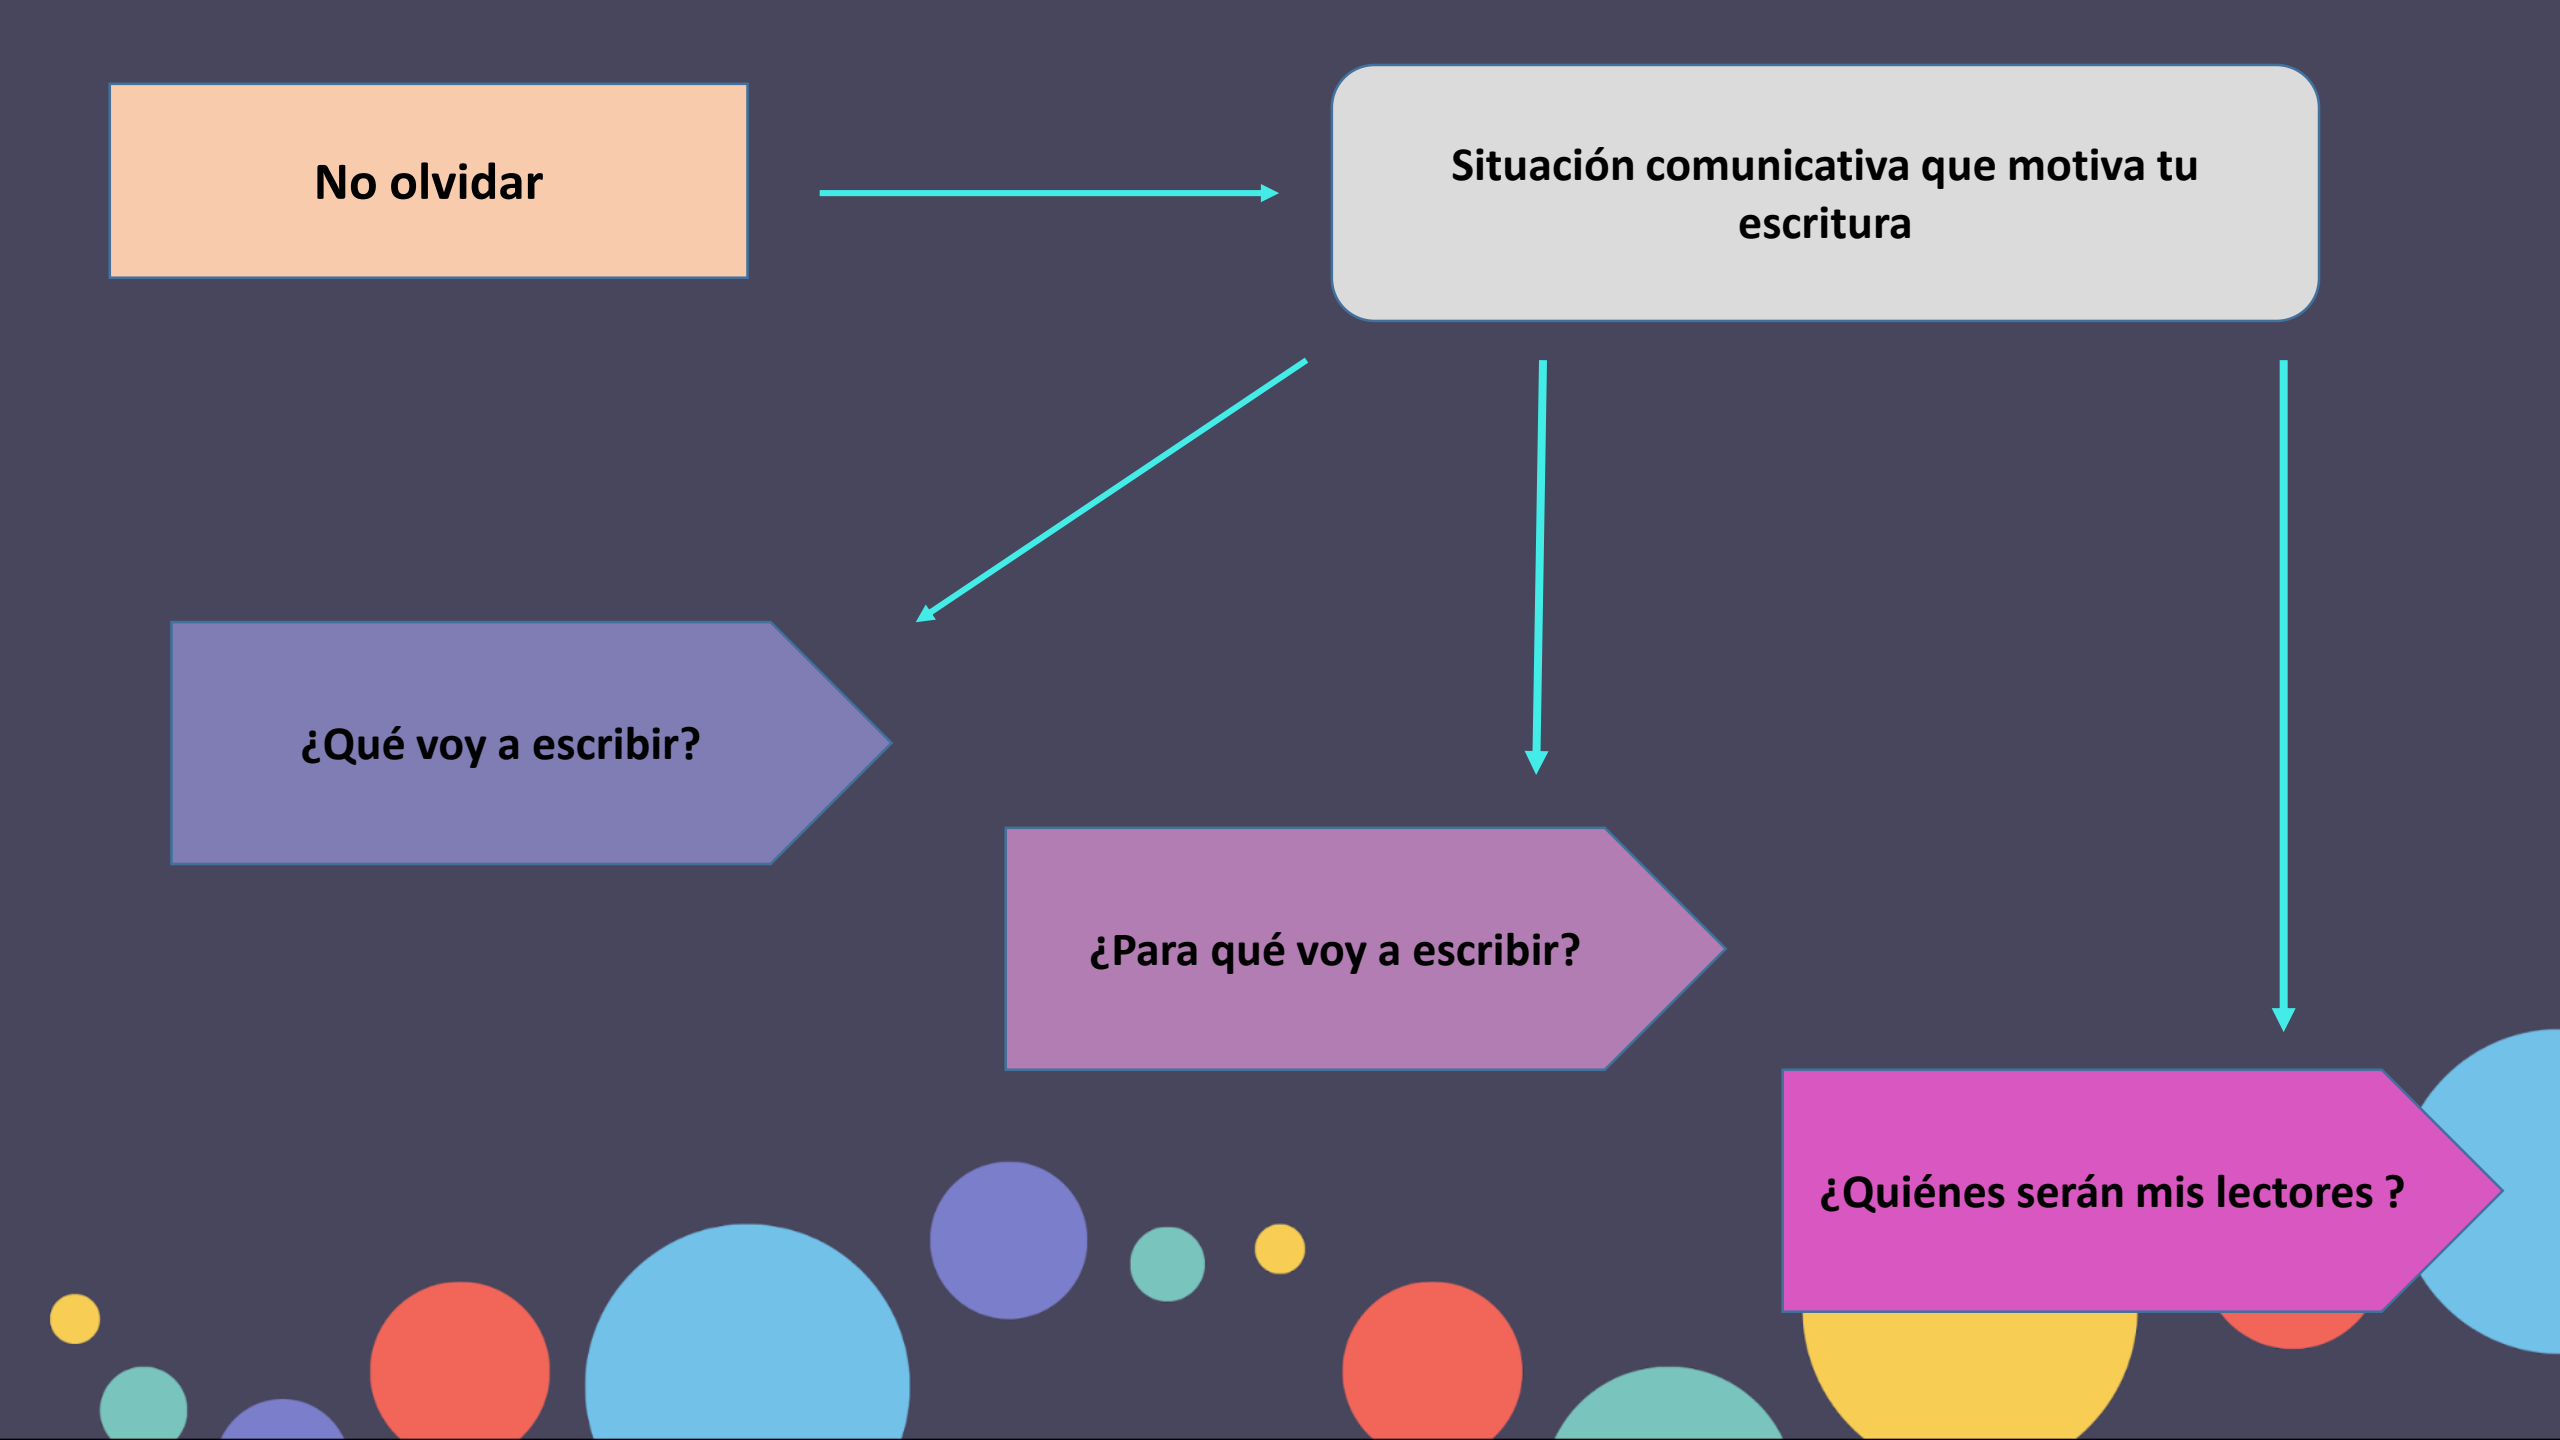 No olvidar
Situación comunicativa que motiva tu
escritura
¿Qué voy a escribir?
¿Para qué voy a escribir?
¿Quiénes serán mis lectores ?